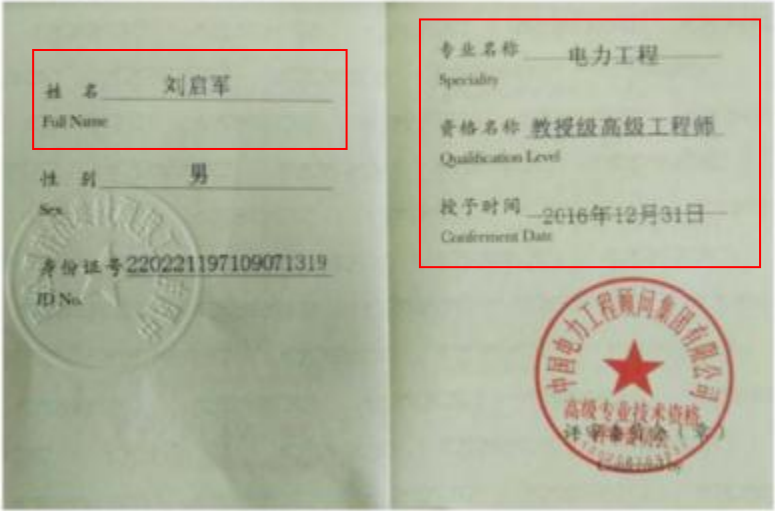 姓 名 刘启军
Full Name
性 别 男
Sex
身份证号 220221197109071319
ID No.
专业名称 电力工程
Speciality
资格名称 教授级高级工程师
Qualification Level
授予时间 2016年12月31日
Conferment Date
中国电力工程顾问集团有限公司
高级专业技术资格
评审委员会（章）